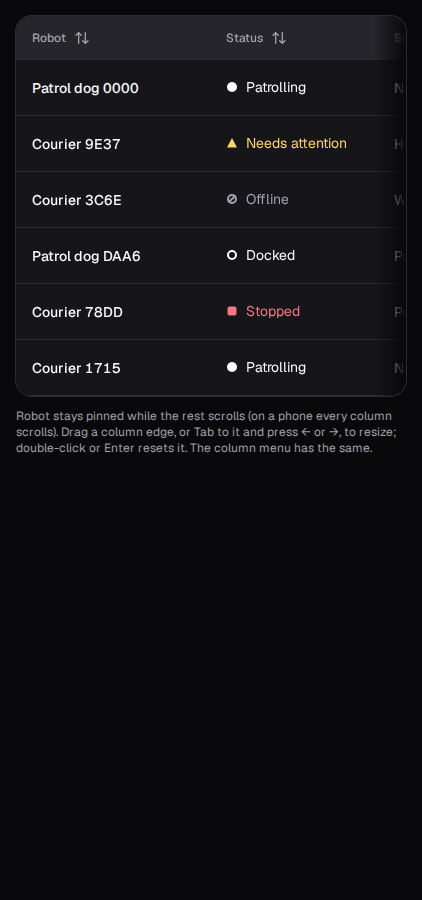 Robot Status
Patrol dog 0000 Patrolling
Courier 9E37 Needs attention
Courier 3C6E Offline
Patrol dog DAA6 Docked
Courier 78DD Stopped
Courier 1715 Patrolling
Robot stays pinned while the rest scrolls (on a phone every column
scrolls). Drag a column edge, or Tab to it and press ← or →, to resize;
double-click or Enter resets it. The column menu has the same.